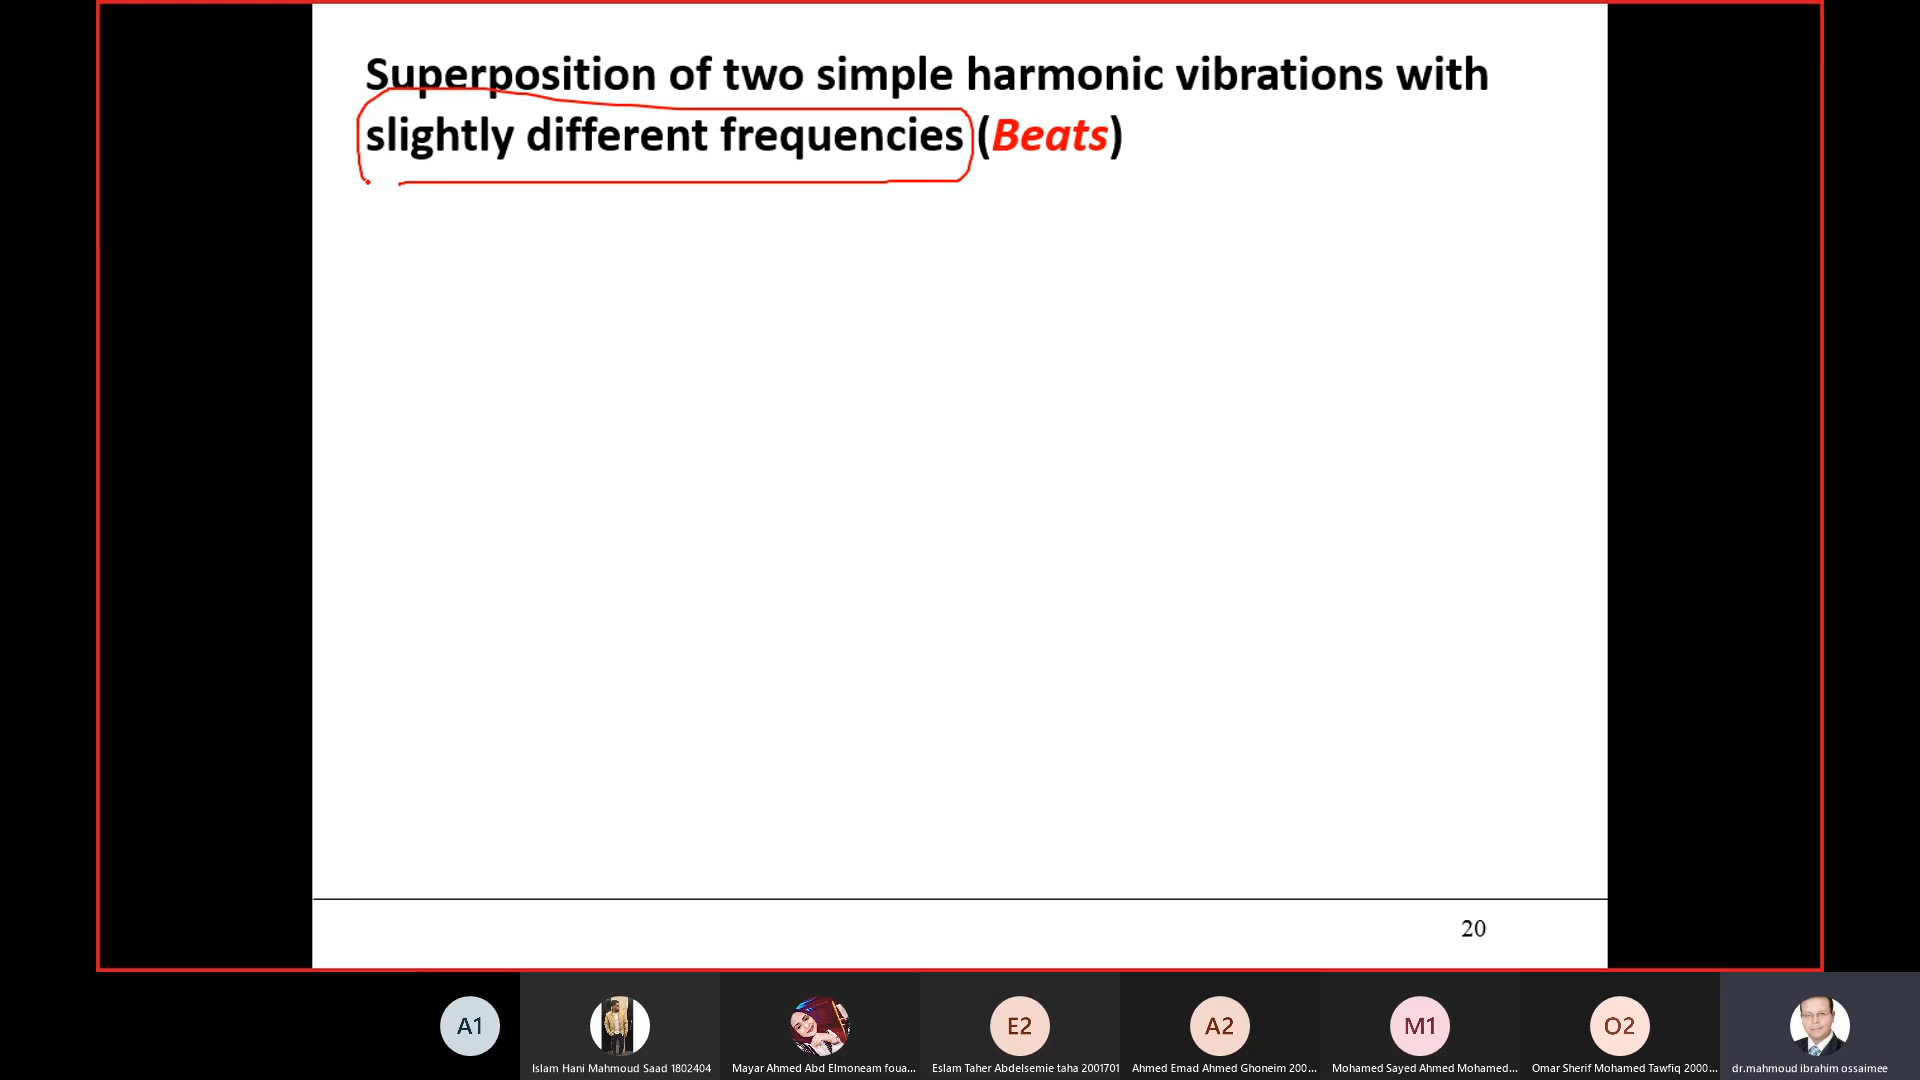 Superposition of two simple harmonic vibrations with
slightly different frequencies (Beats)
20
A1
E2
A2
M1
O2
Islam Hani Mahmoud Saad 1802404
Mayar Ahmed Abd Elmoneam foua...
Eslam Taher Abdelsemie taha 2001701
Ahmed Emad Ahmed Ghoneim 200...
Mohamed Sayed Ahmed Mohamed...
Omar Sherif Mohamed Tawfiq 2000...
dr.mahmoud ibrahim ossaimee